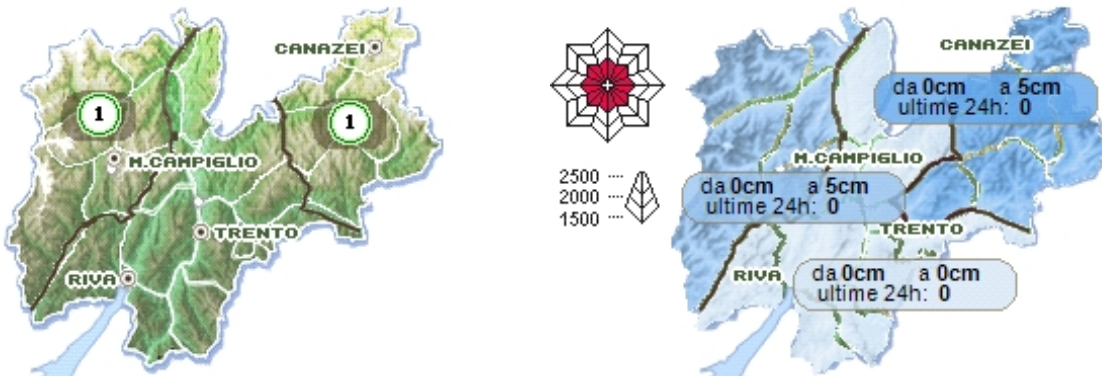 CANAZEI
1
1
M.CAMPIGLIO
TRENTO
RIVA
2500
2000
1500
CANAZEI
da 0cm a 5cm
ultime 24h: 0
M.CAMPIGLIO
da 0cm a 5cm
ultime 24h: 0
TRENTO
RIVA
da 0cm a 0cm
ultime 24h: 0